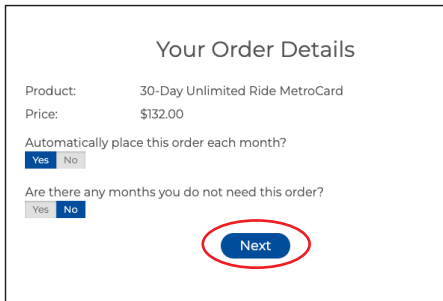 Your Order Details
Product: 30-Day Unlimited Ride MetroCard
Price: $132.00
Automatically place this order each month?
Yes No
Are there any months you do not need this order?
Yes No
Next